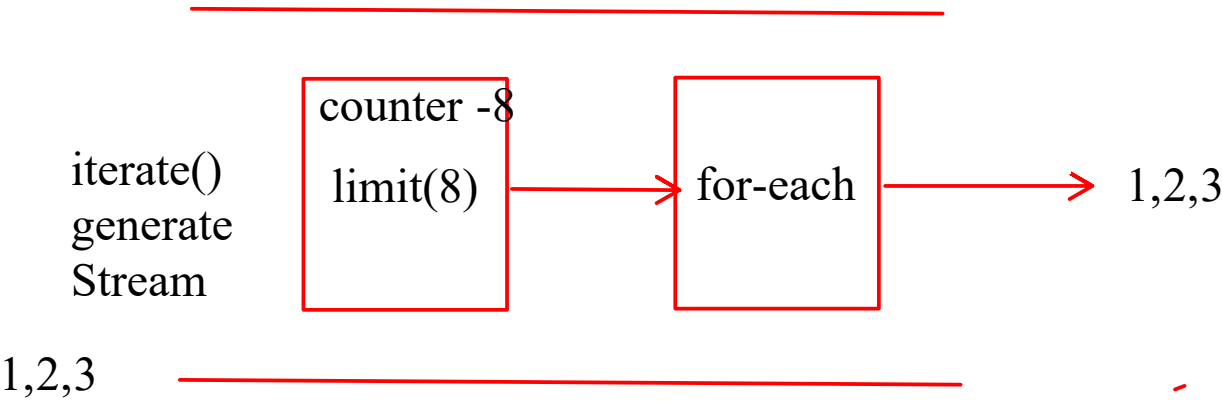 counter -8
iterate()
generate
Stream
limit(8)
for-each
1,2,3
1,2,3